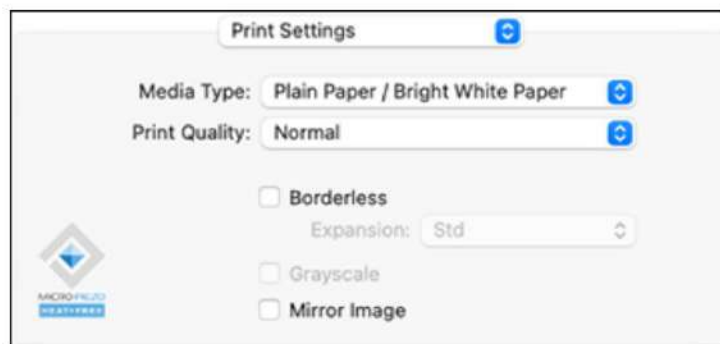 Print Settings
Media Type: Plain Paper / Bright White Paper
Print Quality: Normal
Borderless
Expansion: Std
Grayscale
Mirror Image
MICRO PIEZO
HEAT-FREE